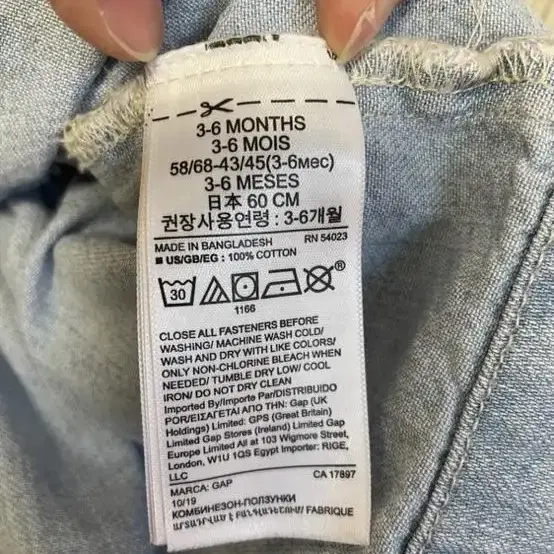 3-6 MONTHS
3-6 MOIS
58/68-43/45(3-6мес)
3-6 MESES
日本 60 CM
권장사용연령 : 3-6개월
MADE IN BANGLADESH RN 54023
■ US/GB/EG : 100% COTTON
30 ®
1166
CLOSE ALL FASTENERS BEFORE
WASHING/ MACHINE WASH COLD/
WASH AND DRY WITH LIKE COLORS/
ONLY NON-CHLORINE BLEACH WHEN
NEEDED/ TUMBLE DRY LOW/ COOL
IRON/ DO NOT DRY CLEAN
Imported By/Importe Par/DISTRIBUIDO
POR/ΕΙΣΑΓΕΤΑΙ ΑΠΟ ΤΗΝ: Gap (UK
Holdings) Limited: GPS (Great Britain)
Limited Gap Stores (Ireland) Limited Gap
Europe Limited All at 103 Wigmore Street,
London, W1U 1QS Egypt Importer: RIGE,
LLC
CA 17897
MARCA: GAP
10/19
КОМБИНЕЗОН-ПОЛЗУНКИ
FABRIQUE